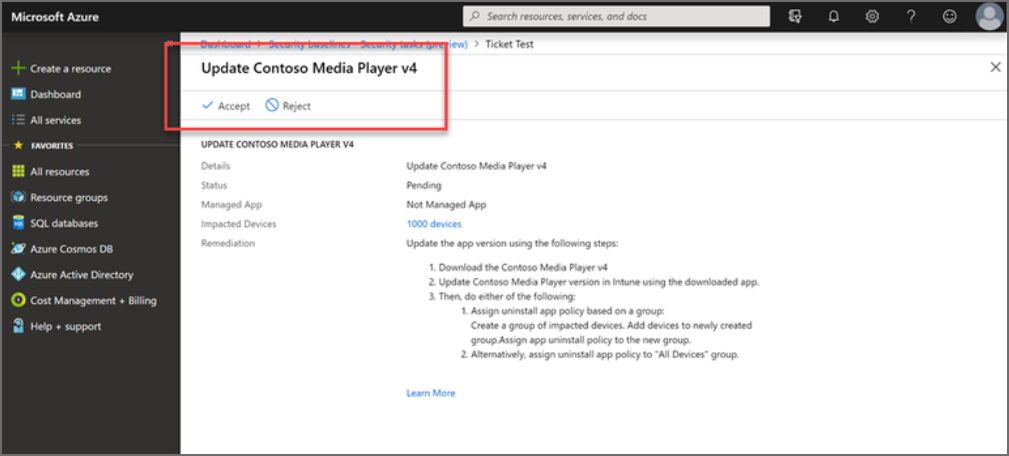 Microsoft Azure
Search resources, services, and docs
Dashboard > Security baselines - Security tasks (preview) > Ticket Test
Update Contoso Media Player v4
Accept Reject
Create a resource
Dashboard
All services
FAVORITES
All resources
Resource groups
SQL databases
Azure Cosmos DB
Azure Active Directory
Cost Management + Billing
Help + support
UPDATE CONTOSO MEDIA PLAYER V4
Details Update Contoso Media Player v4
Status Pending
Managed App Not Managed App
Impacted Devices 1000 devices
Remediation Update the app version using the following steps:
1. Download the Contoso Media Player v4
2. Update Contoso Media Player version in Intune using the downloaded app.
3. Then, do either of the following:
1. Assign uninstall app policy based on a group:
Create a group of impacted devices. Add devices to newly created
group.Assign app uninstall policy to the new group.
2. Alternatively, assign uninstall app policy to "All Devices" group.
Learn More